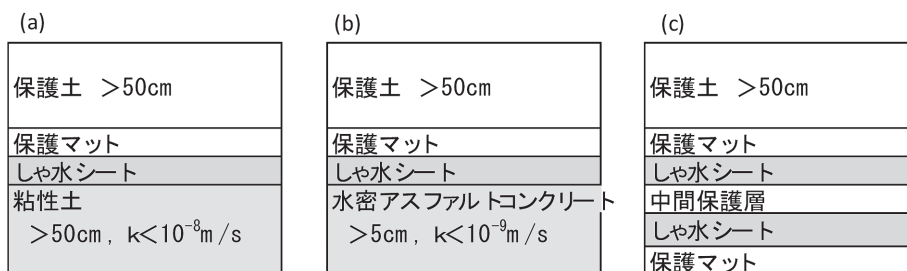 (a)
保護土 >50cm
保護マット
しゃ水シート
粘性土
>50cm, k<10⁻⁸m/s
(b)
保護土 >50cm
保護マット
しゃ水シート
水密アスファルトコンクリート
>5cm, k<10⁻⁹m/s
(c)
保護土 >50cm
保護マット
しゃ水シート
中間保護層
しゃ水シート
保護マット